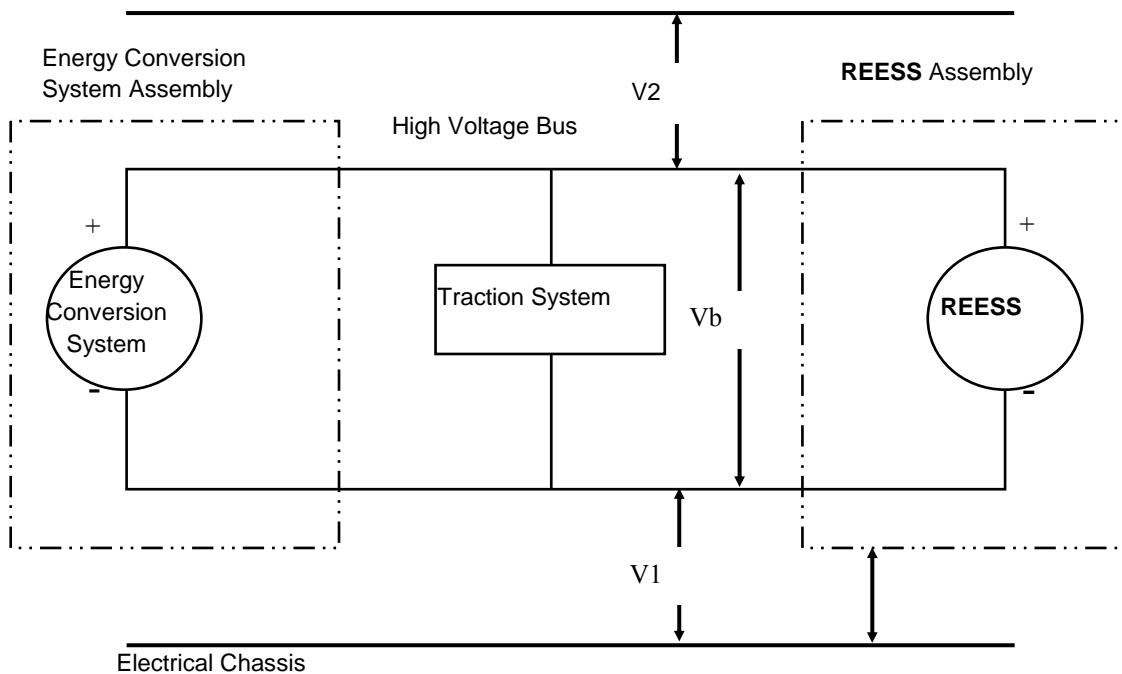 Energy Conversion
System Assembly
REESS Assembly
V2
High Voltage Bus
+
+
Energy
Conversion
System
Traction System
Vb
REESS
-
-
V1
Electrical Chassis